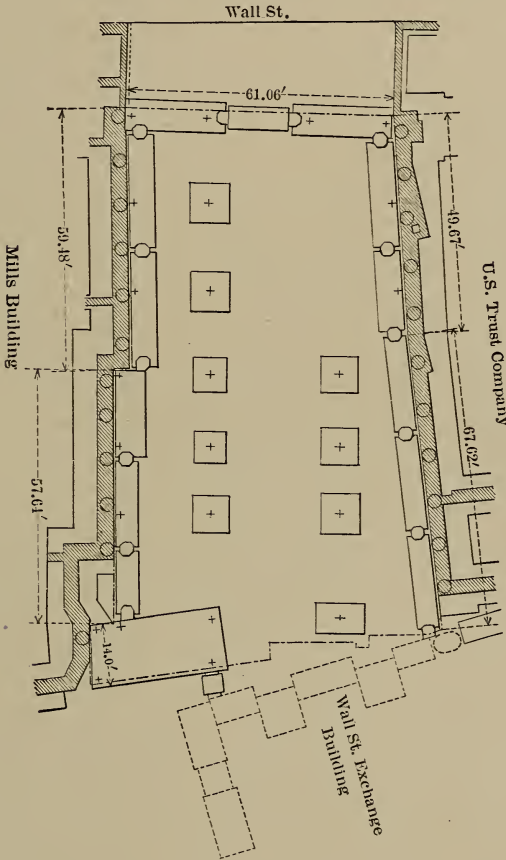 Wall St.
61.06′
59.48′
49.67′
Mills Building
U.S. Trust Company
67.62′
57.61′
14.0′
Wall St. Exchange
Building